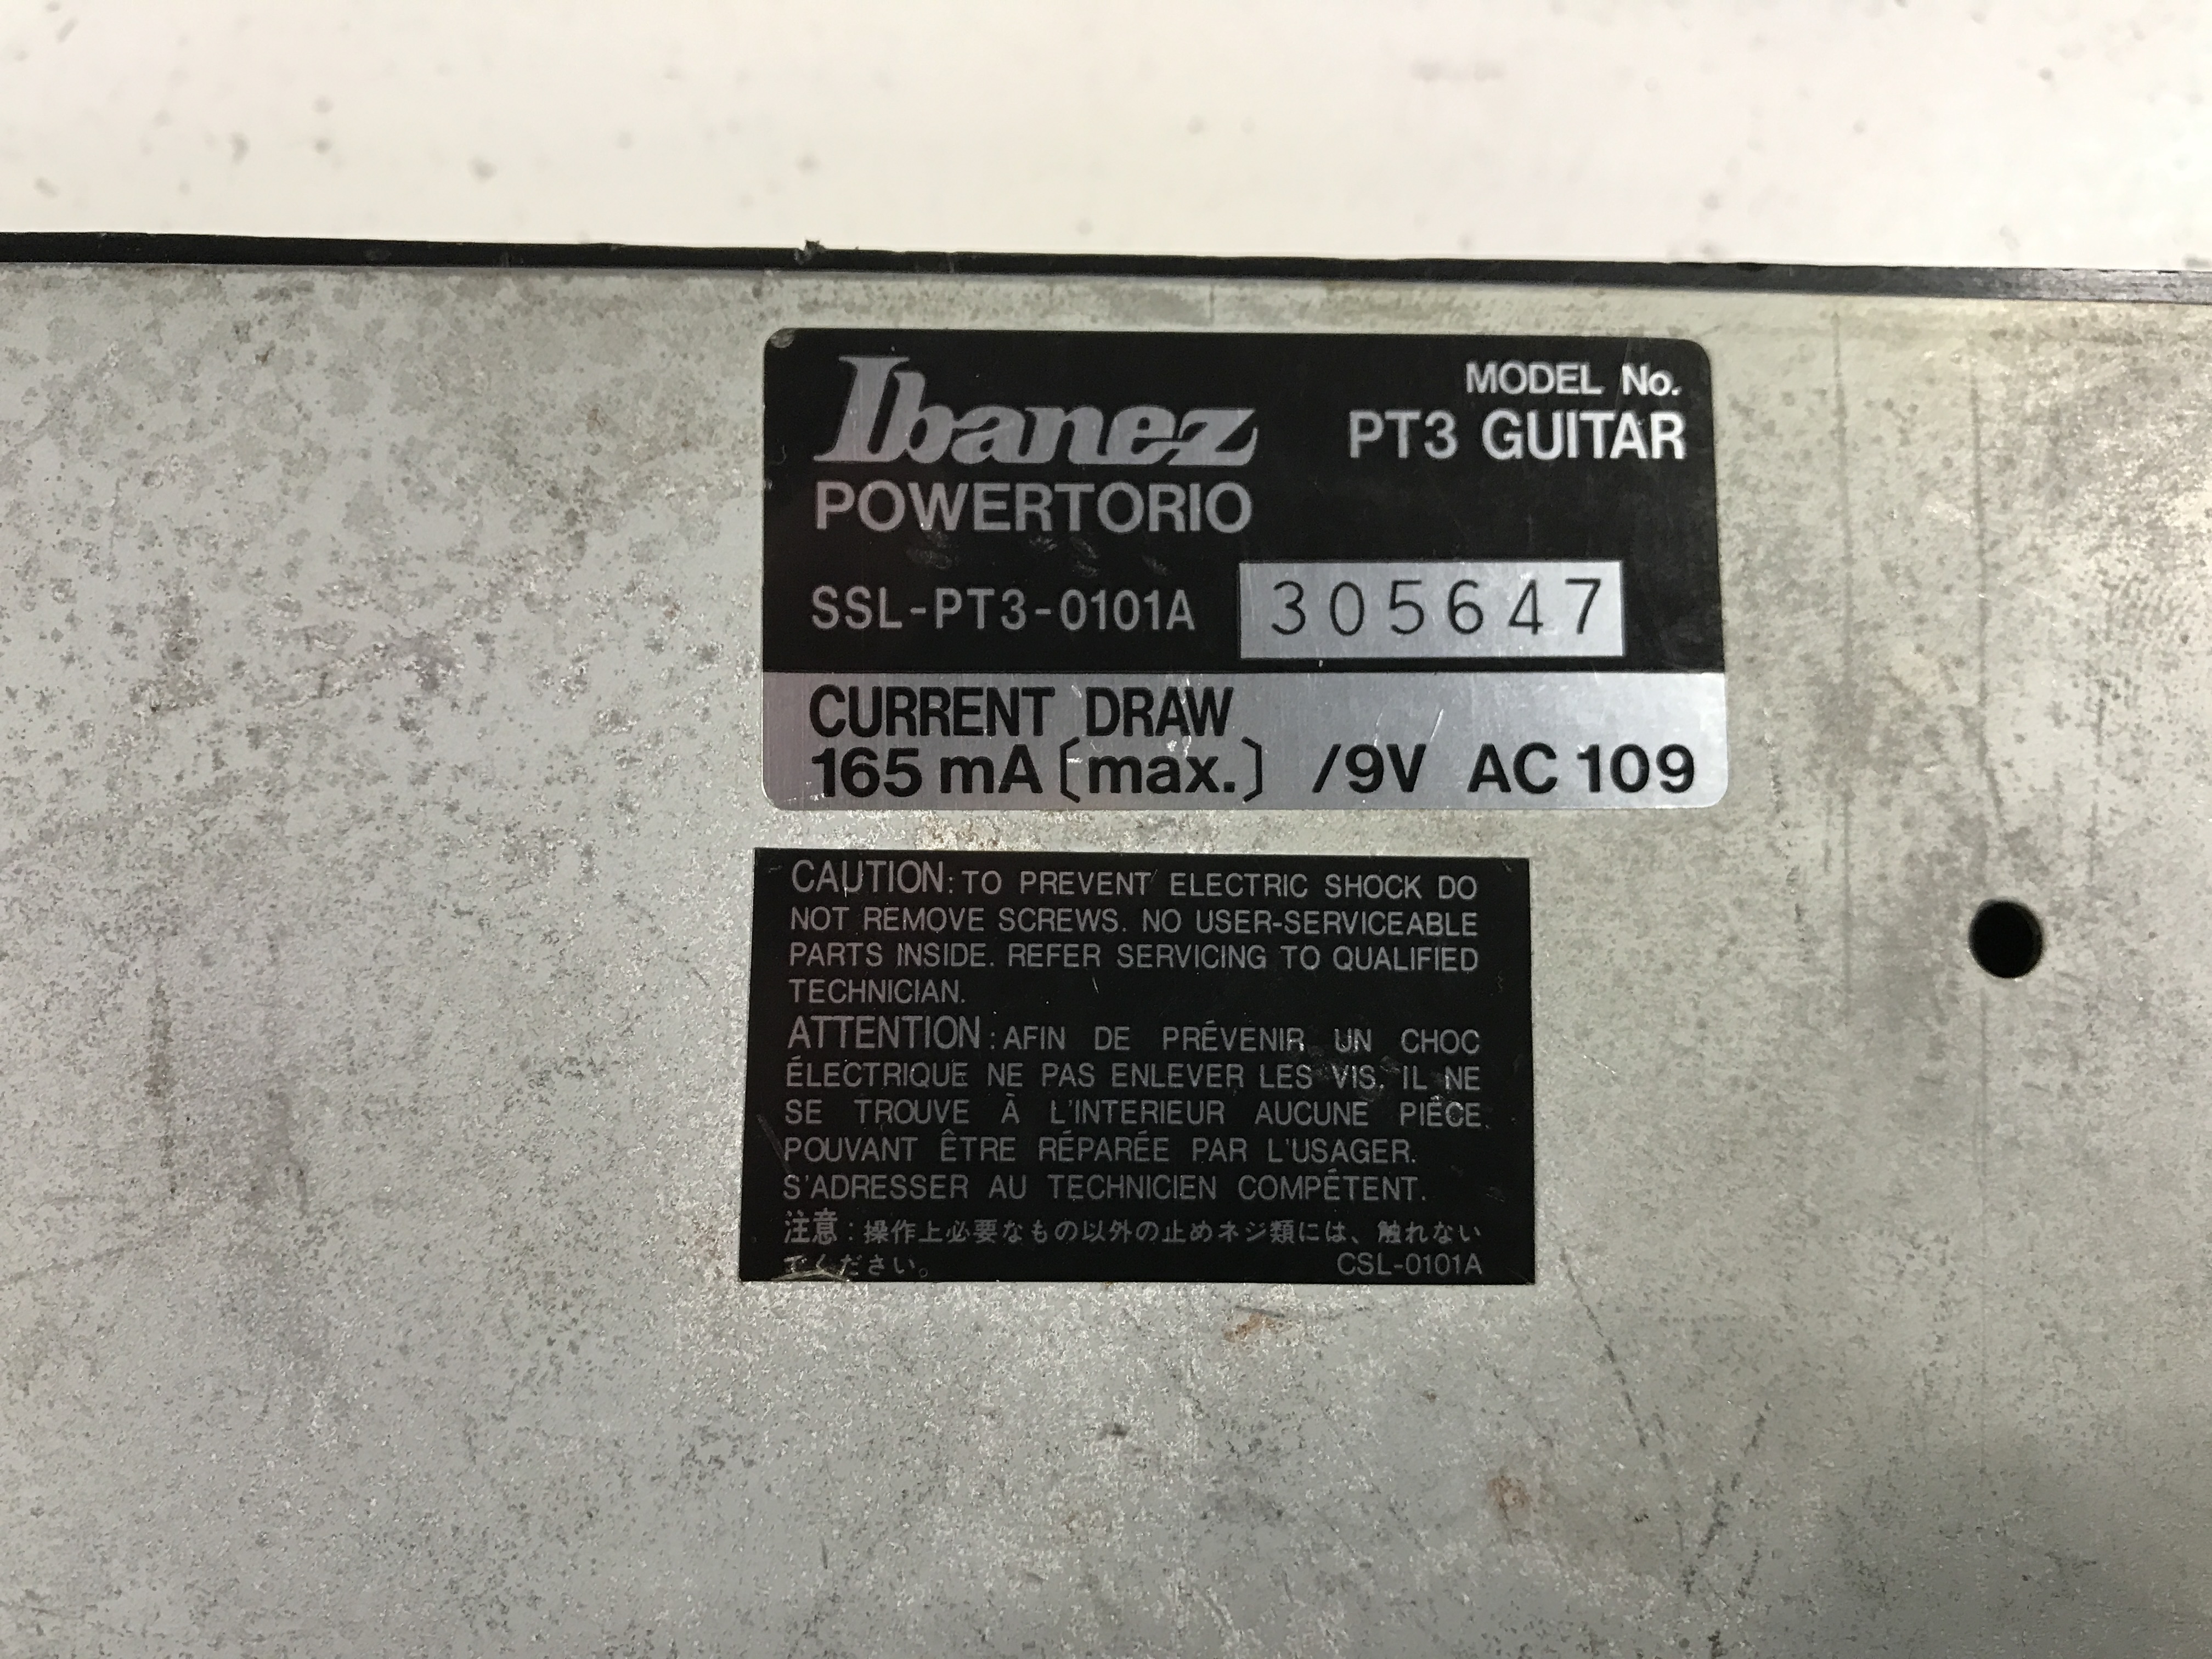 Ibanez
MODEL No.
PT3 GUITAR
POWERTORIO
SSL-PT3-0101A 305647
CURRENT DRAW
165 mA [max.] /9V AC 109
CAUTION: TO PREVENT ELECTRIC SHOCK DO
NOT REMOVE SCREWS. NO USER-SERVICEABLE
PARTS INSIDE. REFER SERVICING TO QUALIFIED
TECHNICIAN.
ATTENTION: AFIN DE PRÉVENIR UN CHOC
ÉLECTRIQUE NE PAS ENLEVER LES VIS. IL NE
SE TROUVE À L'INTERIEUR AUCUNE PIÈCE
POUVANT ÊTRE RÉPARÉE PAR L'USAGER.
S'ADRESSER AU TECHNICIEN COMPÉTENT.
注意：操作上必要なもの以外の止めネジ類には、触れない
でください。 CSL-0101A